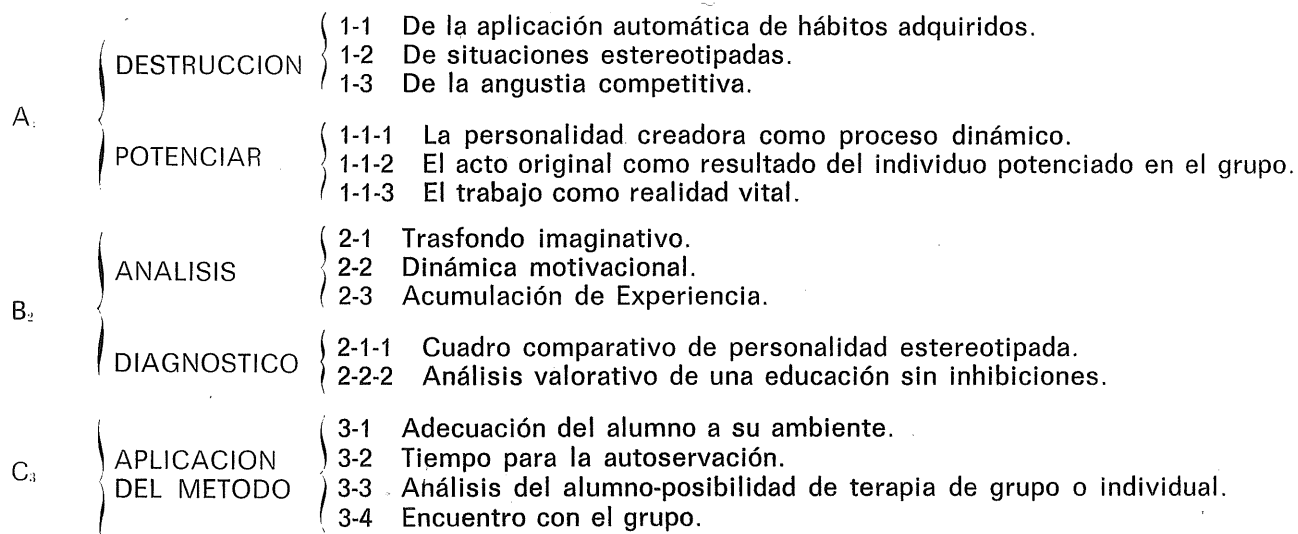 A₁
DESTRUCCION
1-1 De la aplicación automática de hábitos adquiridos.
1-2 De situaciones estereotipadas.
1-3 De la angustia competitiva.
POTENCIAR
1-1-1 La personalidad creadora como proceso dinámico.
1-1-2 El acto original como resultado del individuo potenciado en el grupo.
1-1-3 El trabajo como realidad vital.
B₂
ANALISIS
2-1 Trasfondo imaginativo.
2-2 Dinámica motivacional.
2-3 Acumulación de Experiencia.
DIAGNOSTICO
2-1-1 Cuadro comparativo de personalidad estereotipada.
2-2-2 Análisis valorativo de una educación sin inhibiciones.
C₃
APLICACION
DEL METODO
3-1 Adecuación del alumno a su ambiente.
3-2 Tiempo para la autoservación.
3-3 Análisis del alumno-posibilidad de terapia de grupo o individual.
3-4 Encuentro con el grupo.